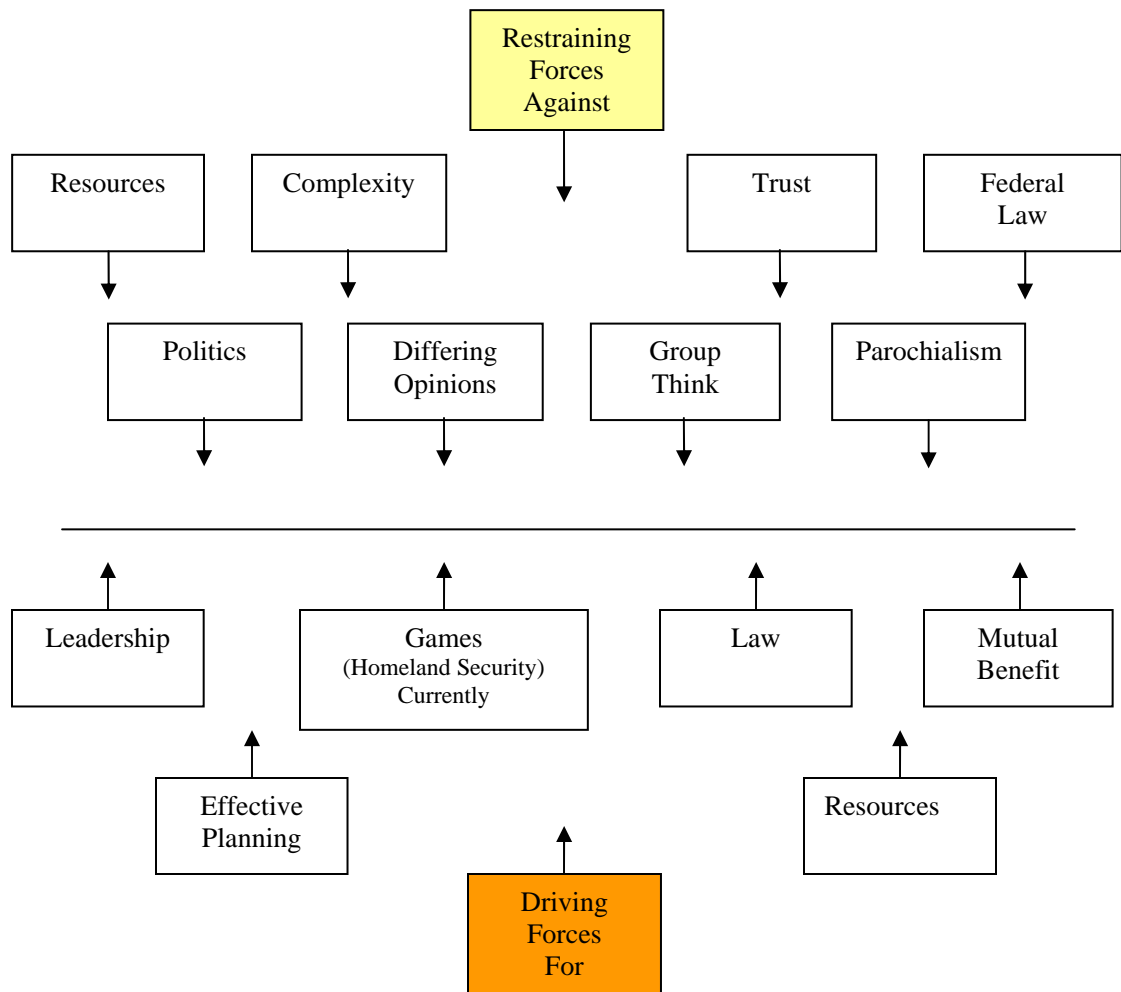 Restraining
Forces
Against
Resources
Complexity
Trust
Federal
Law
Politics
Differing
Opinions
Group
Think
Parochialism
Leadership
Games
(Homeland Security)
Currently
Law
Mutual
Benefit
Effective
Planning
Resources
Driving
Forces
For